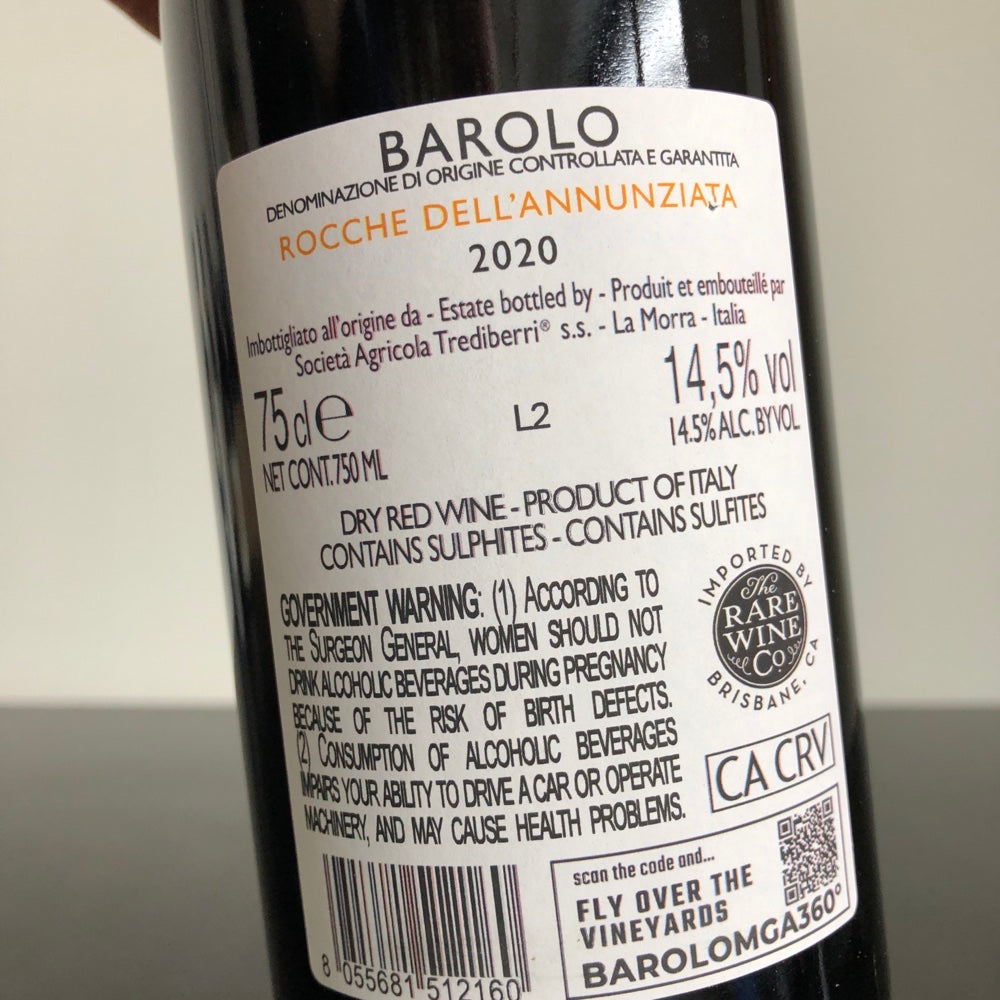 BAROLO
DENOMINAZIONE DI ORIGINE CONTROLLATA E GARANTITA
ROCCHE DELL'ANNUNZIATA
2020
Imbottigliato all'origine da - Estate bottled by - Produit et embouteillé par
Società Agricola Trediberri® s.s. - La Morra - Italia
75 cl ℮
NET CONT. 750 ML
L2
14,5% vol
14.5% ALC. BY VOL.
DRY RED WINE - PRODUCT OF ITALY
CONTAINS SULPHITES - CONTAINS SULFITES
GOVERNMENT WARNING: (1) ACCORDING TO
THE SURGEON GENERAL, WOMEN SHOULD NOT
DRINK ALCOHOLIC BEVERAGES DURING PREGNANCY
BECAUSE OF THE RISK OF BIRTH DEFECTS.
(2) CONSUMPTION OF ALCOHOLIC BEVERAGES
IMPAIRS YOUR ABILITY TO DRIVE A CAR OR OPERATE
MACHINERY, AND MAY CAUSE HEALTH PROBLEMS.
IMPORTED BY
The
RARE
WINE
Co.
BRISBANE, CA
CA CRV
scan the code and...
FLY OVER THE
VINEYARDS
BAROLOMGA360°
8 055681 512160